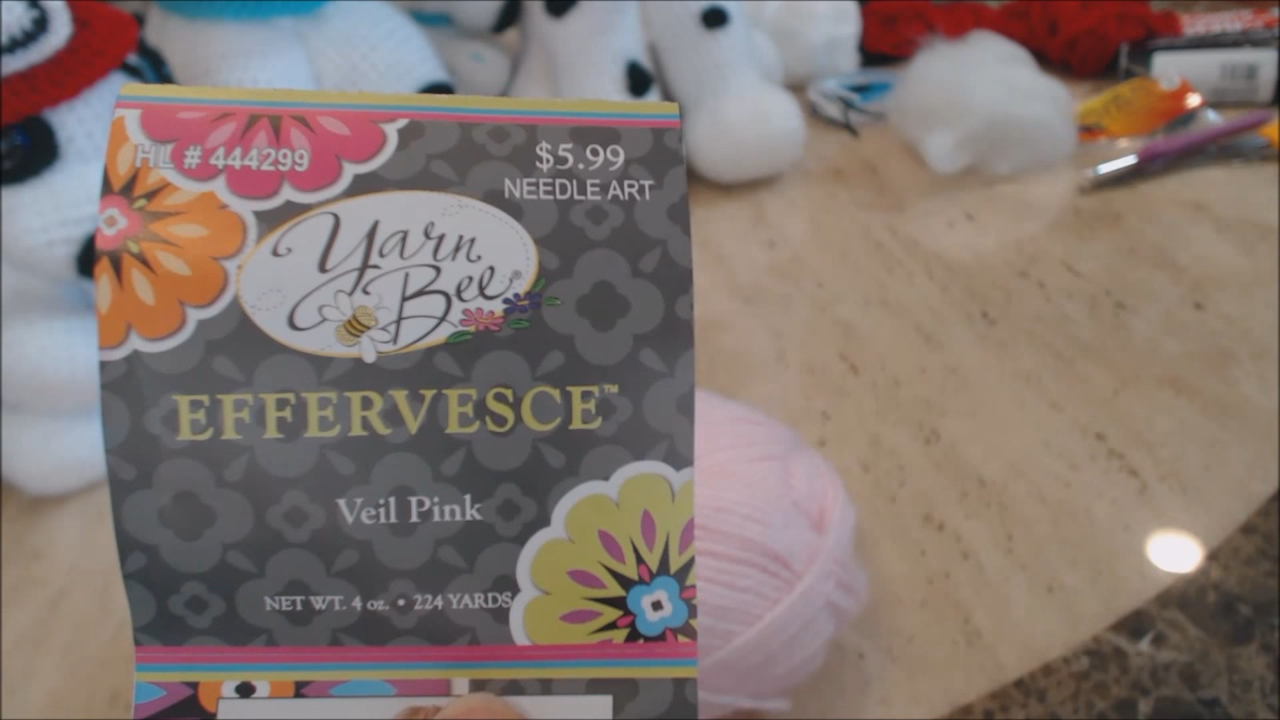 HL # 444299
$5.99
NEEDLE ART
Yarn
Bee®
EFFERVESCE™
Veil Pink
NET WT. 4 oz. • 224 YARDS